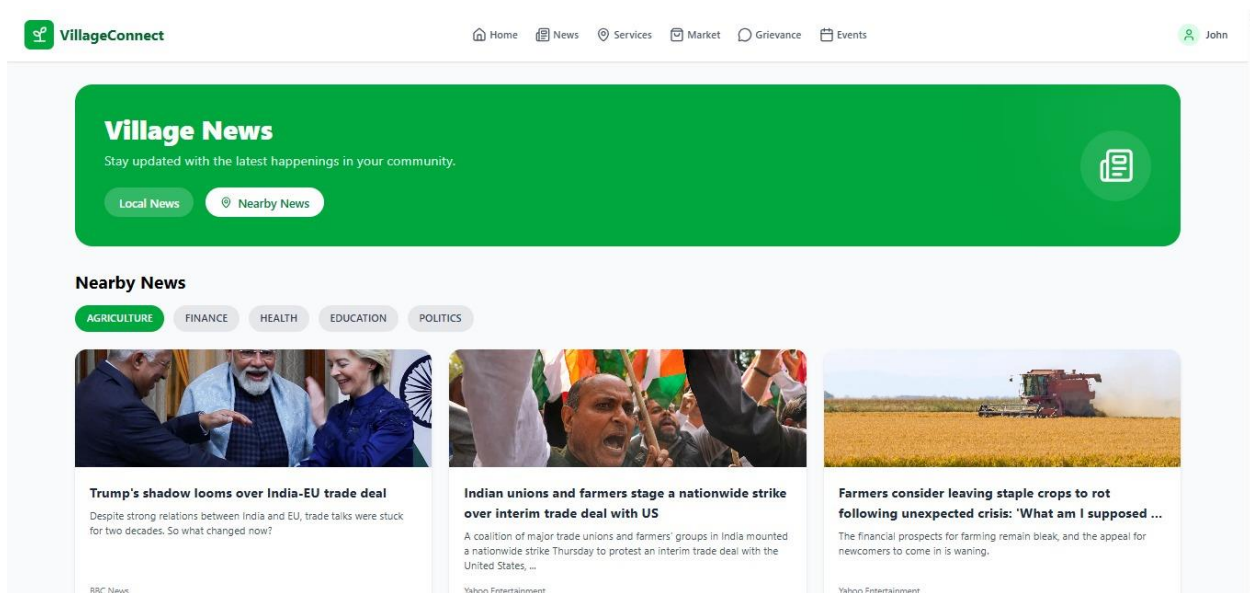 VillageConnect
Home News Services Market Grievance Events
John
Village News
Stay updated with the latest happenings in your community.
Local News Nearby News
Nearby News
AGRICULTURE FINANCE HEALTH EDUCATION POLITICS
Trump's shadow looms over India-EU trade deal
Despite strong relations between India and EU, trade talks were stuck
for two decades. So what changed now?
BBC News
Indian unions and farmers stage a nationwide strike
over interim trade deal with US
A coalition of major trade unions and farmers' groups in India mounted
a nationwide strike Thursday to protest an interim trade deal with the
United States, ...
Yahoo Entertainment
Farmers consider leaving staple crops to rot
following unexpected crisis: 'What am I supposed ...
The financial prospects for farming remain bleak, and the appeal for
newcomers to come in is waning.
Yahoo Entertainment